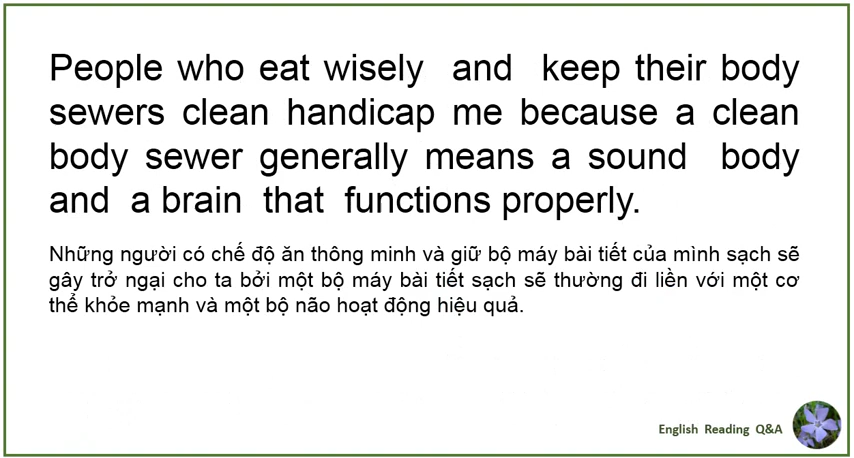 People who eat wisely and keep their body
sewers clean handicap me because a clean
body sewer generally means a sound body
and a brain that functions properly.
Những người có chế độ ăn thông minh và giữ bộ máy bài tiết của mình sạch sẽ
gây trở ngại cho ta bởi một bộ máy bài tiết sạch sẽ thường đi liền với một cơ
thể khỏe mạnh và một bộ não hoạt động hiệu quả.
English Reading Q&A